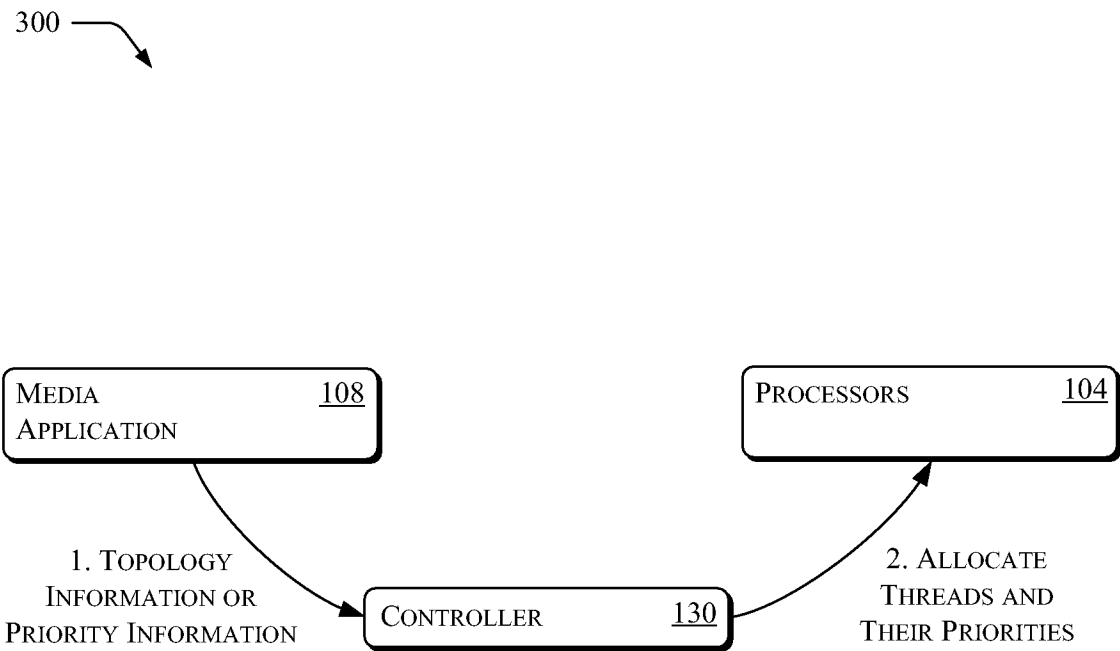 300
MEDIA 108
APPLICATION
PROCESSORS 104
1. TOPOLOGY
INFORMATION OR
PRIORITY INFORMATION
CONTROLLER 130
2. ALLOCATE
THREADS AND
THEIR PRIORITIES